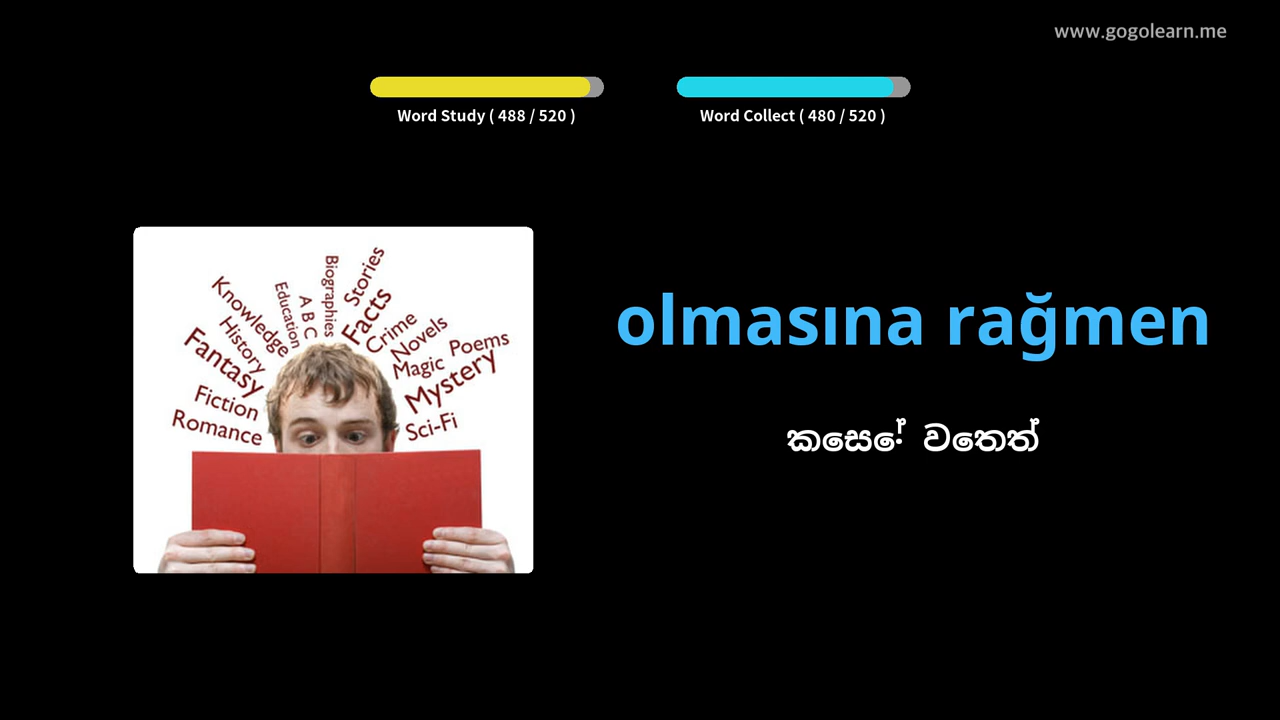 www.gogolearn.me
Word Study ( 488 / 520 )
Word Collect ( 480 / 520 )
Biographies
Stories
Education
A B C
Facts
Knowledge
Crime
History
Novels
Fantasy
Magic
Poems
Mystery
Fiction
Romance
Sci-Fi
olmasına rağmen
වතෙත්